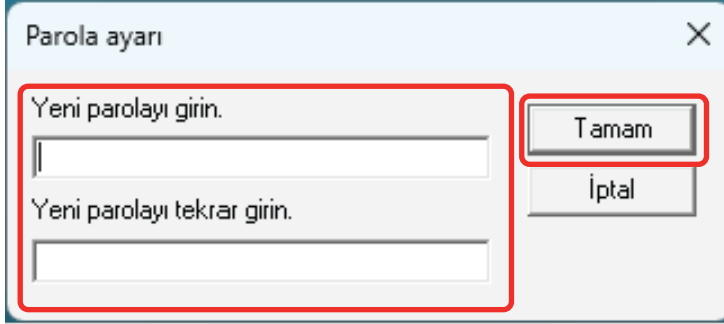 Parola ayarı
Yeni parolayı girin.
Tamam
Yeni parolayı tekrar girin.
İptal